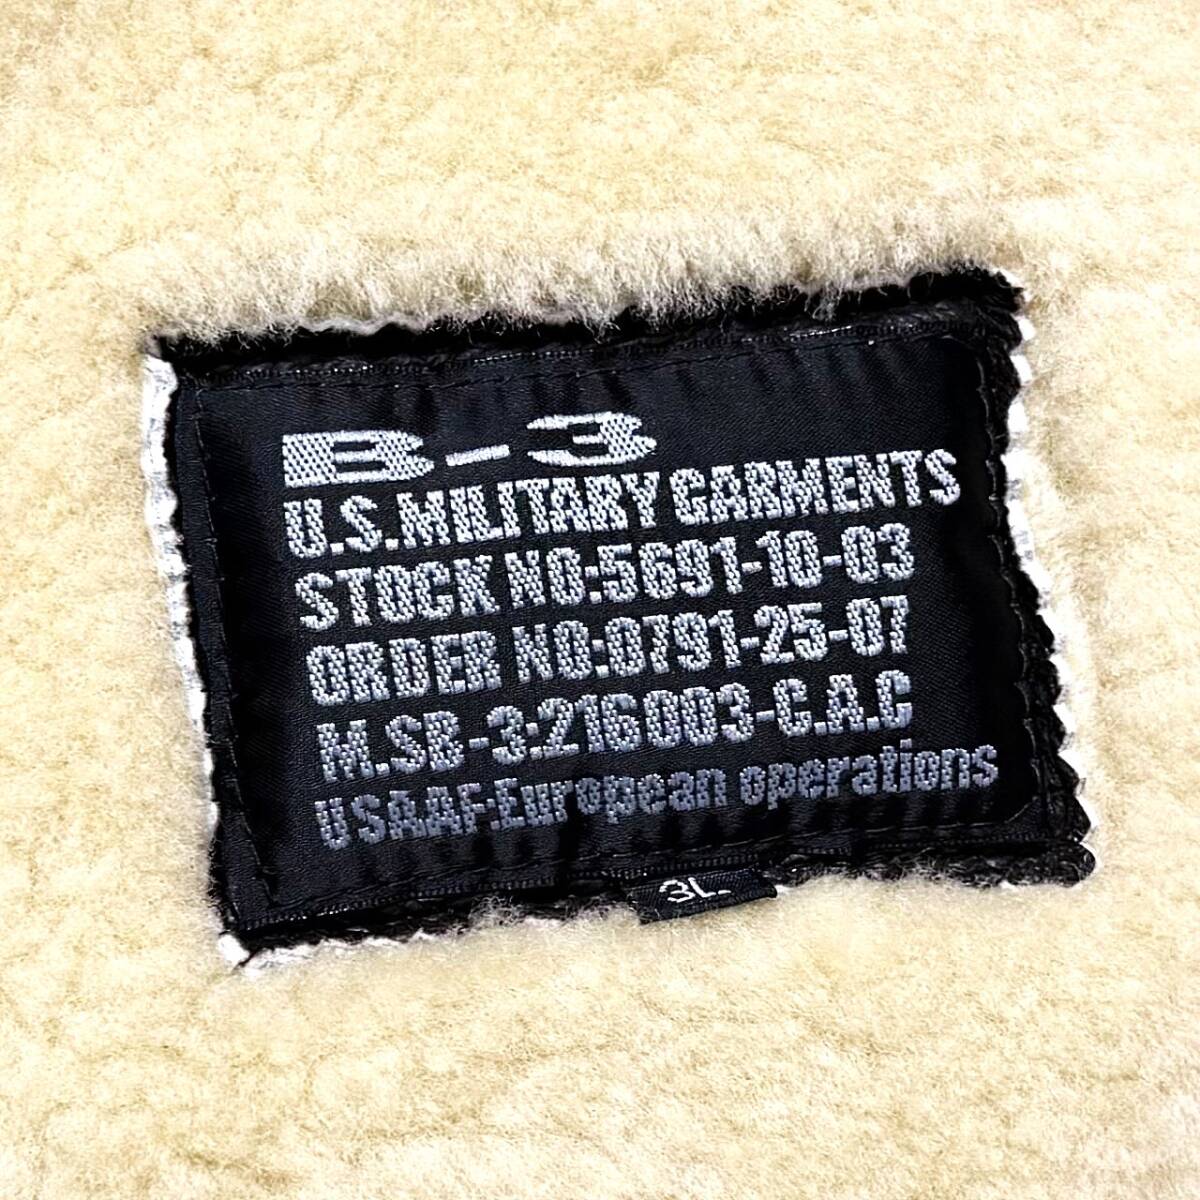 B-3
U.S.MILITARY GARMENTS
STOCK NO:5691-10-03
ORDER NO:0791-25-07
M.SB-3:216003-C.A.C
USAAF.European operations
3L